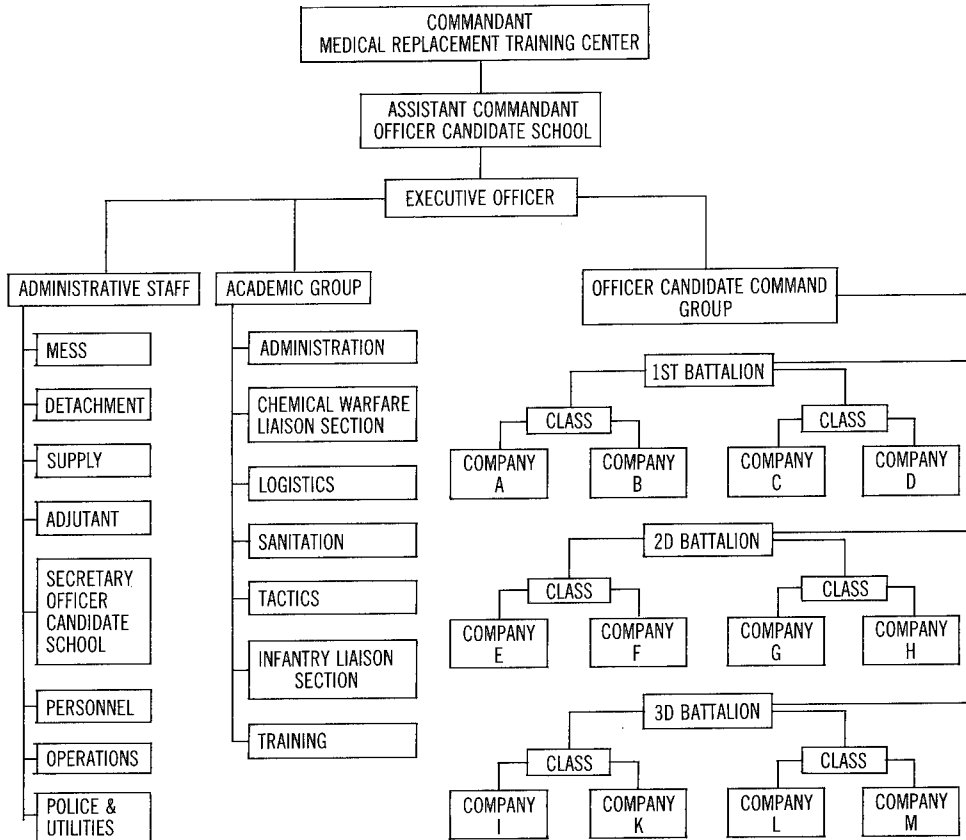 COMMANDANT
MEDICAL REPLACEMENT TRAINING CENTER
ASSISTANT COMMANDANT
OFFICER CANDIDATE SCHOOL
EXECUTIVE OFFICER
ADMINISTRATIVE STAFF
MESS
DETACHMENT
SUPPLY
ADJUTANT
SECRETARY
OFFICER
CANDIDATE
SCHOOL
PERSONNEL
OPERATIONS
POLICE &
UTILITIES
ACADEMIC GROUP
ADMINISTRATION
CHEMICAL WARFARE
LIAISON SECTION
LOGISTICS
SANITATION
TACTICS
INFANTRY LIAISON
SECTION
TRAINING
OFFICER CANDIDATE COMMAND
GROUP
1ST BATTALION
CLASS
COMPANY
A
COMPANY
B
CLASS
COMPANY
C
COMPANY
D
2D BATTALION
CLASS
COMPANY
E
COMPANY
F
CLASS
COMPANY
G
COMPANY
H
3D BATTALION
CLASS
COMPANY
I
COMPANY
K
CLASS
COMPANY
L
COMPANY
M